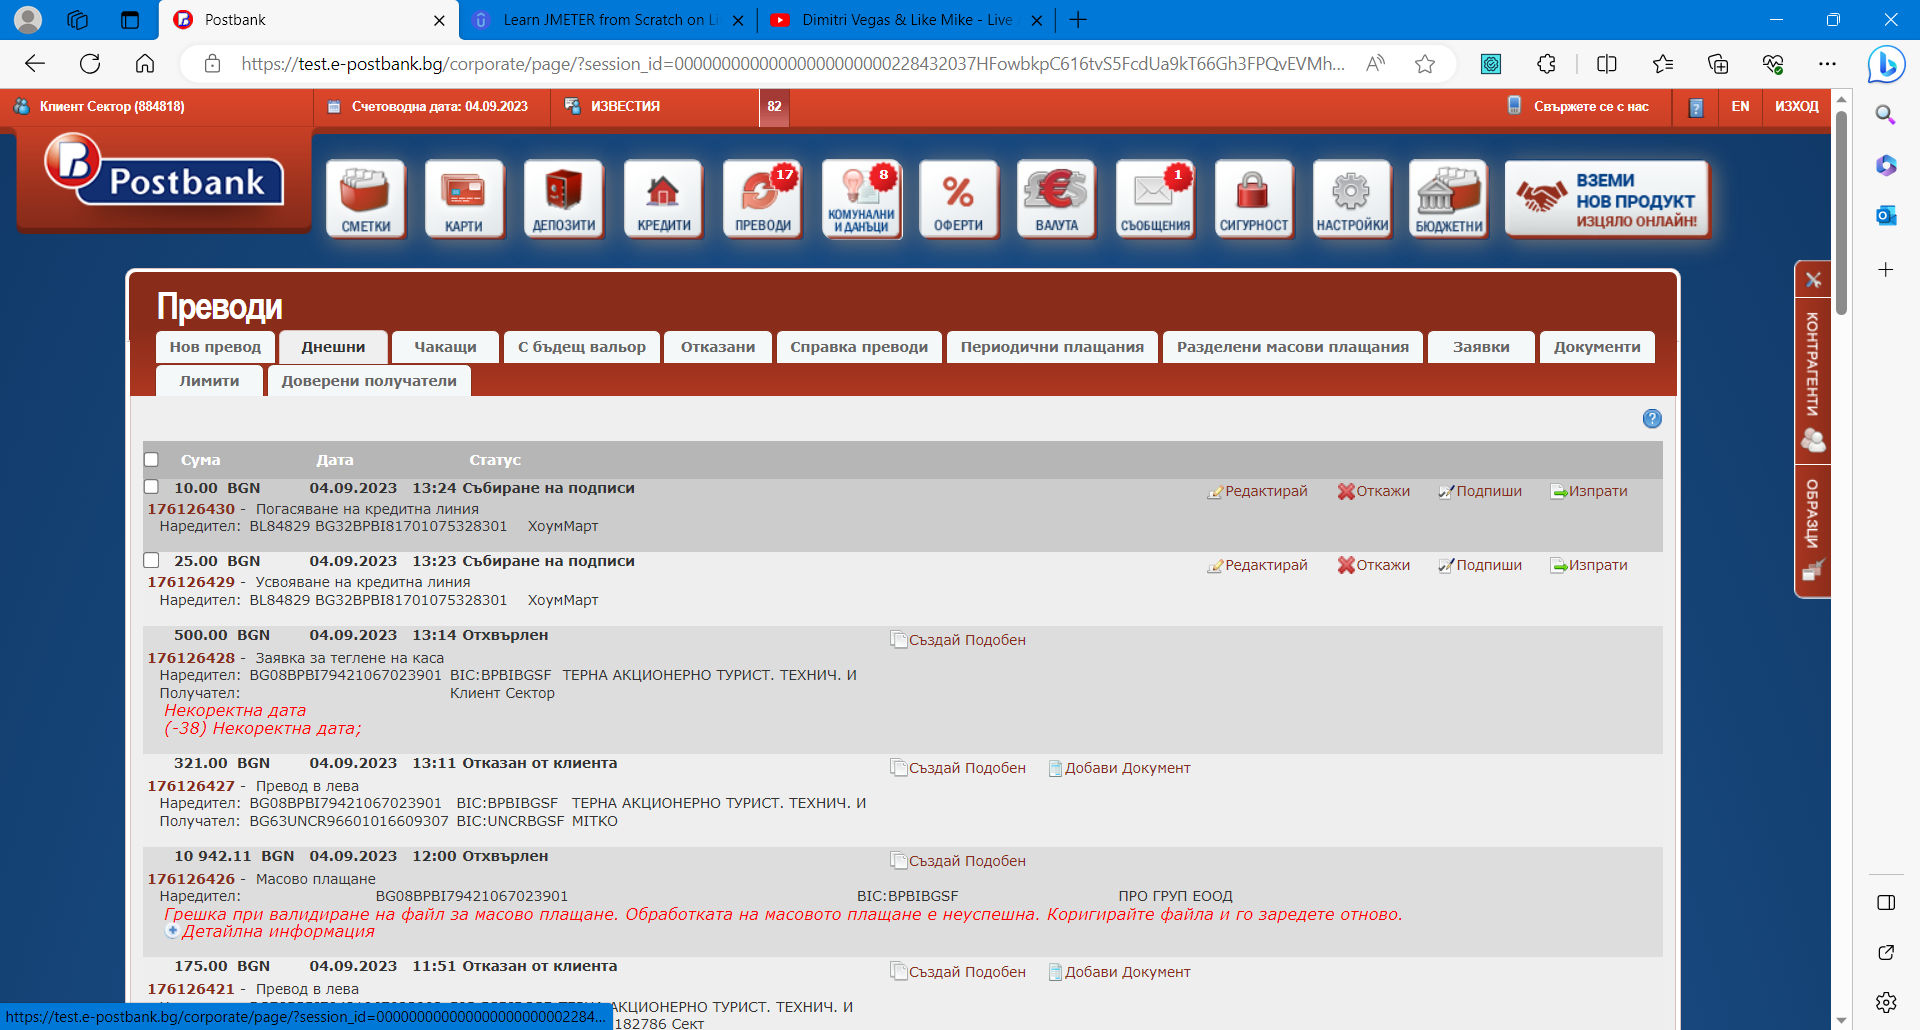 Postbank
Learn JMETER from Scratch on Li
Dimitri Vegas & Like Mike - Live
https://test.e-postbank.bg/corporate/page/?session_id=
Клиент Сектор (884818)
Счетоводна дата: 04.09.2023
ИЗВЕСТИЯ
82
Свържете се с нас
EN
ИЗХОД
Postbank
СМЕТКИ
КАРТИ
ДЕПОЗИТИ
КРЕДИТИ
17
ПРЕВОДИ
8
КОМУНАЛНИ
И ДАНЪЦИ
ОФЕРТИ
ВАЛУТА
1
СЪОБЩЕНИЯ
СИГУРНОСТ
НАСТРОЙКИ
БЮДЖЕТНИ
ВЗЕМИ
НОВ ПРОДУКТ
ИЗЦЯЛО ОНЛАЙН!
Преводи
Нов превод
Днешни
Чакащи
С бъдещ вальор
Отказани
Справка преводи
Периодични плащания
Разделени масови плащания
Заявки
Документи
Лимити
Доверени получатели
КОНТРАГЕНТИ
ОБРАЗЦИ
Сума Дата Статус
10.00 BGN 04.09.2023 13:24 Събиране на подписи Редактирай Откажи Подпиши Изпрати
176126430 - Погасяване на кредитна линия
Наредител: BL84829 BG32BPBI81701075328301 ХоумМарт
25.00 BGN 04.09.2023 13:23 Събиране на подписи Редактирай Откажи Подпиши Изпрати
176126429 - Усвояване на кредитна линия
Наредител: BL84829 BG32BPBI81701075328301 ХоумМарт
500.00 BGN 04.09.2023 13:14 Отхвърлен Създай Подобен
176126428 - Заявка за теглене на каса
Наредител: BG08BPBI79421067023901 BIC:BPBIBGSF ТЕРНА АКЦИОНЕРНО ТУРИСТ. ТЕХНИЧ. И
Получател: Клиент Сектор
Некоректна дата
(-38) Некоректна дата;
321.00 BGN 04.09.2023 13:11 Отказан от клиента Създай Подобен Добави Документ
176126427 - Превод в лева
Наредител: BG08BPBI79421067023901 BIC:BPBIBGSF ТЕРНА АКЦИОНЕРНО ТУРИСТ. ТЕХНИЧ. И
Получател: BG63UNCR96601016609307 BIC:UNCRBGSF MITKO
10 942.11 BGN 04.09.2023 12:00 Отхвърлен Създай Подобен
176126426 - Масово плащане
Наредител: BG08BPBI79421067023901 BIC:BPBIBGSF ПРО ГРУП ЕООД
Грешка при валидиране на файл за масово плащане. Обработката на масовото плащане е неуспешна. Коригирайте файла и го заредете отново.
Детайлна информация
175.00 BGN 04.09.2023 11:51 Отказан от клиента Създай Подобен Добави Документ
176126421 - Превод в лева
АКЦИОНЕРНО ТУРИСТ. ТЕХНИЧ. И
182786 Сект
https://test.e-postbank.bg/corporate/page/?session_id=